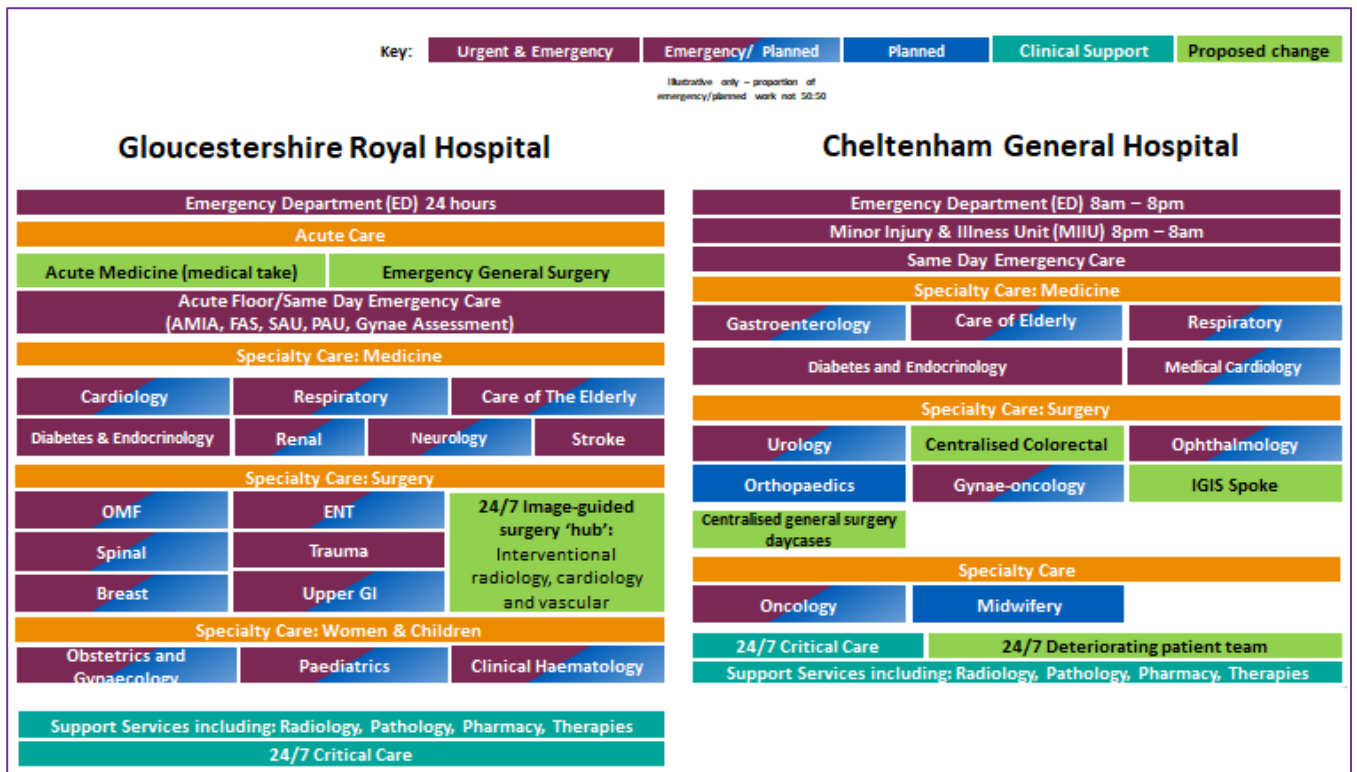 Key:
Urgent & Emergency
Emergency/ Planned
Planned
Clinical Support
Proposed change
Illustrative only – proportion of
emergency/planned work not 50:50
Gloucestershire Royal Hospital
Emergency Department (ED) 24 hours
Acute Care
Acute Medicine (medical take)
Emergency General Surgery
Acute Floor/Same Day Emergency Care
(AMIA, FAS, SAU, PAU, Gynae Assessment)
Specialty Care: Medicine
Cardiology
Respiratory
Care of The Elderly
Diabetes & Endocrinology
Renal
Neurology
Stroke
Specialty Care: Surgery
OMF
ENT
Spinal
Trauma
Breast
Upper GI
24/7 Image-guided
surgery ‘hub’:
Interventional
radiology, cardiology
and vascular
Specialty Care: Women & Children
Obstetrics and
Gynaecology
Paediatrics
Clinical Haematology
Support Services including: Radiology, Pathology, Pharmacy, Therapies
24/7 Critical Care
Cheltenham General Hospital
Emergency Department (ED) 8am – 8pm
Minor Injury & Illness Unit (MIIU) 8pm – 8am
Same Day Emergency Care
Specialty Care: Medicine
Gastroenterology
Care of Elderly
Respiratory
Diabetes and Endocrinology
Medical Cardiology
Specialty Care: Surgery
Urology
Centralised Colorectal
Ophthalmology
Orthopaedics
Gynae-oncology
IGIS Spoke
Centralised general surgery
daycases
Specialty Care
Oncology
Midwifery
24/7 Critical Care
24/7 Deteriorating patient team
Support Services including: Radiology, Pathology, Pharmacy, Therapies